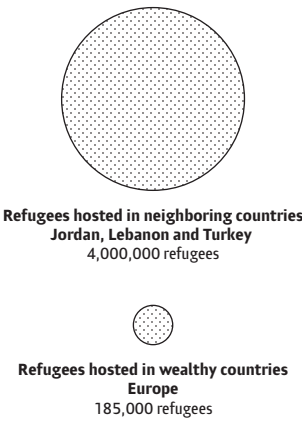 Refugees hosted in neighboring countries
Jordan, Lebanon and Turkey
4,000,000 refugees
Refugees hosted in wealthy countries
Europe
185,000 refugees